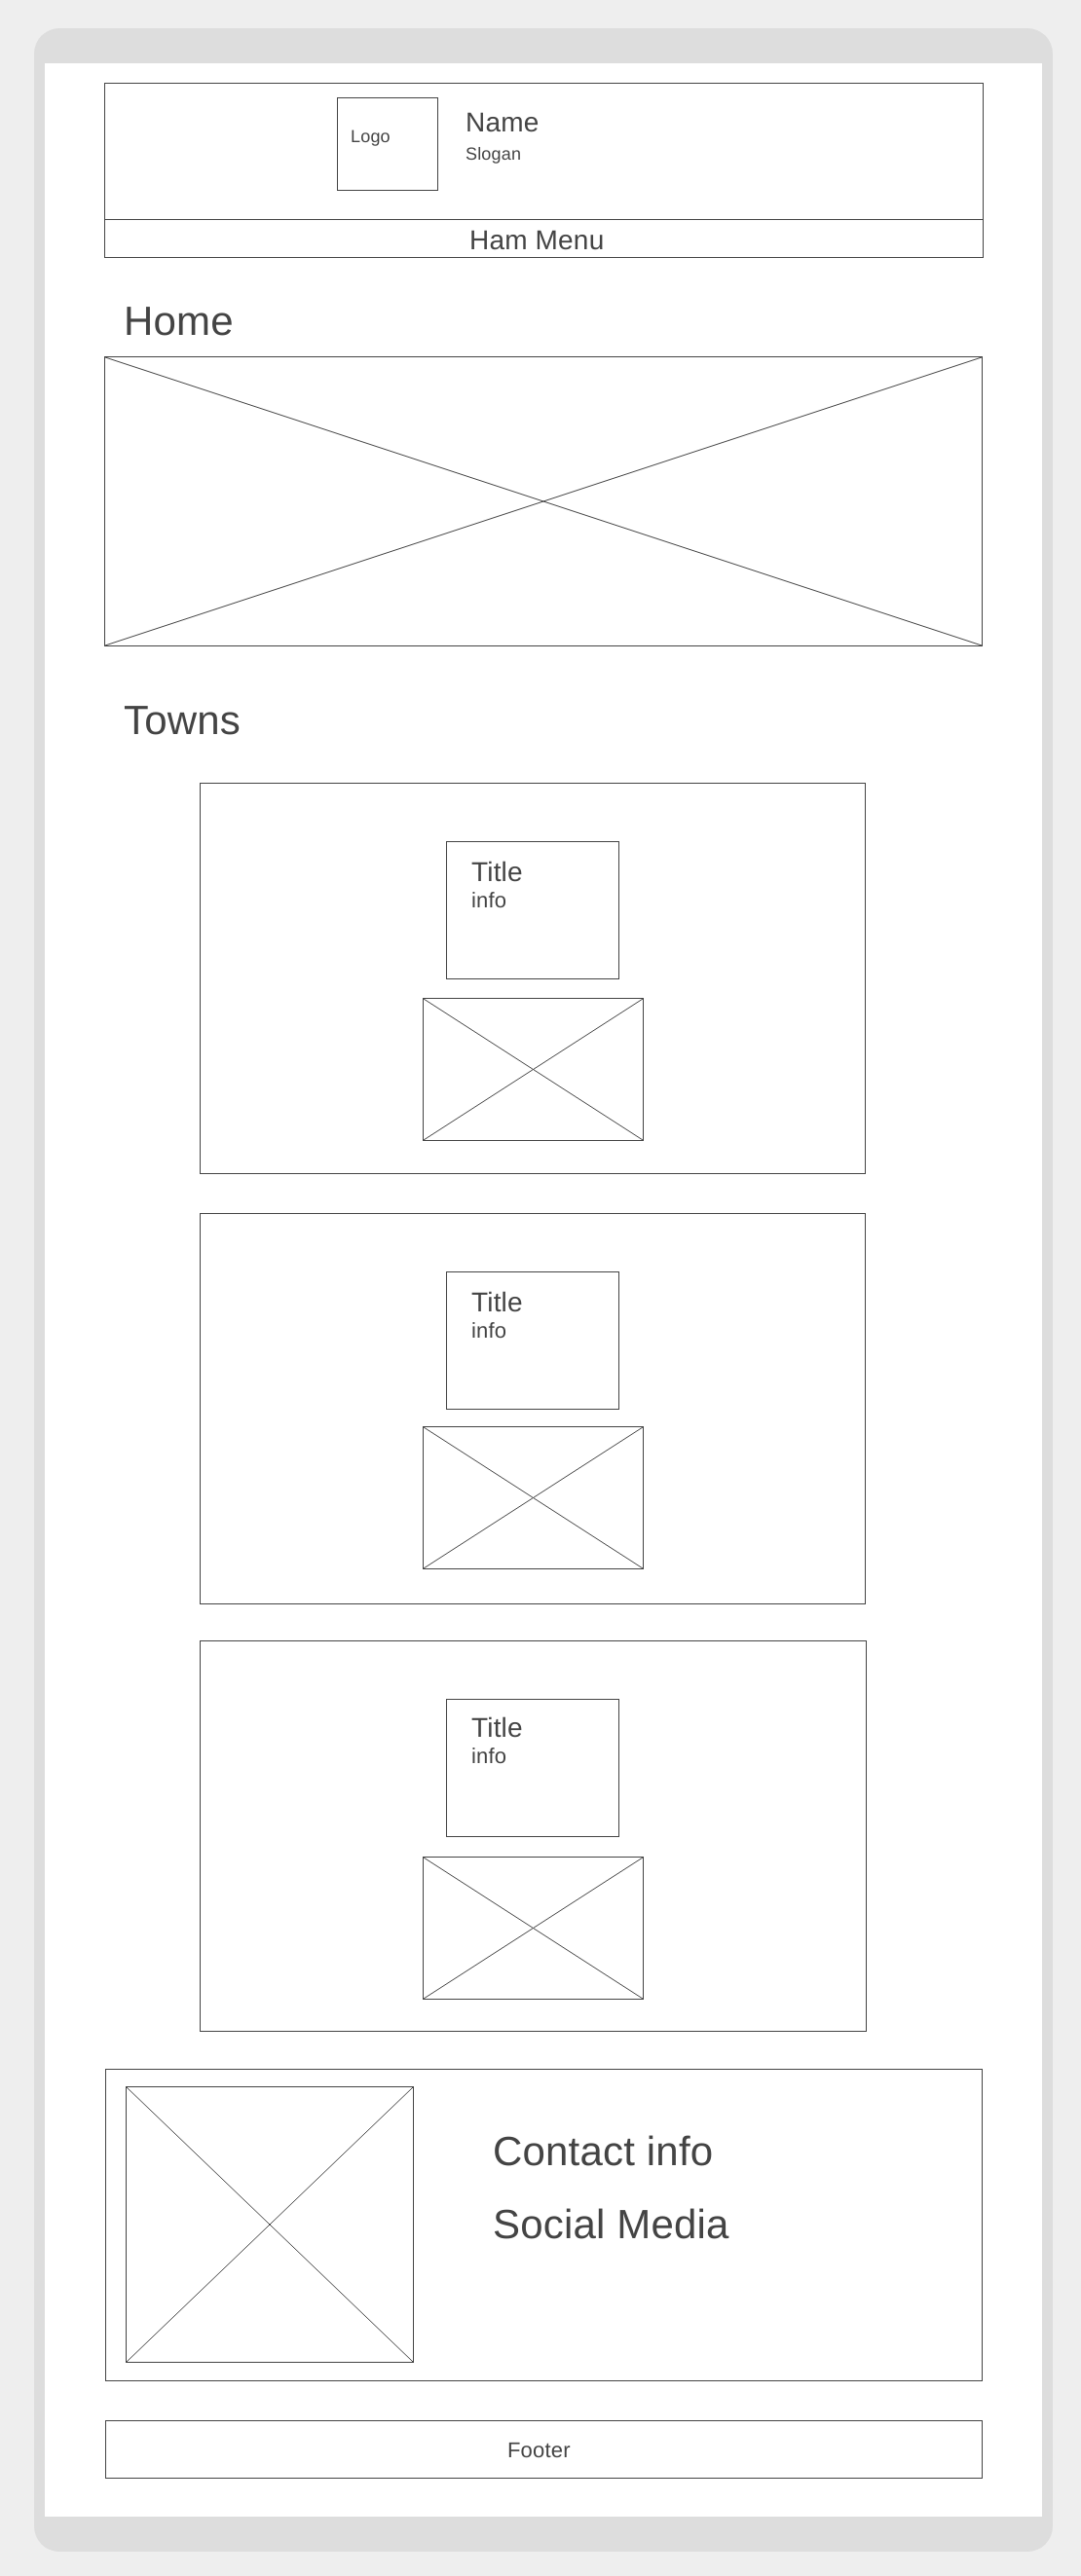 Logo
Name
Slogan
Ham Menu
Home
Towns
Title
info
Title
info
Title
info
Contact info
Social Media
Footer